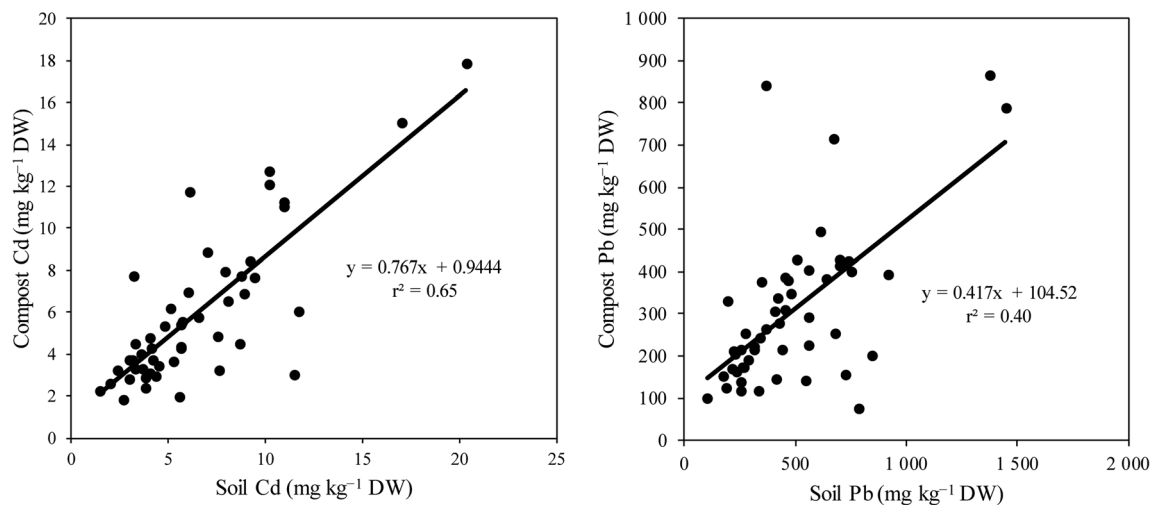 20
18
16
14
12
10
8
6
4
2
0
Compost Cd (mg kg⁻¹ DW)
y = 0.767x + 0.9444
r² = 0.65
0 5 10 15 20 25
Soil Cd (mg kg⁻¹ DW)
1 000
900
800
700
600
500
400
300
200
100
0
Compost Pb (mg kg⁻¹ DW)
y = 0.417x + 104.52
r² = 0.40
0 500 1 000 1 500 2 000
Soil Pb (mg kg⁻¹ DW)